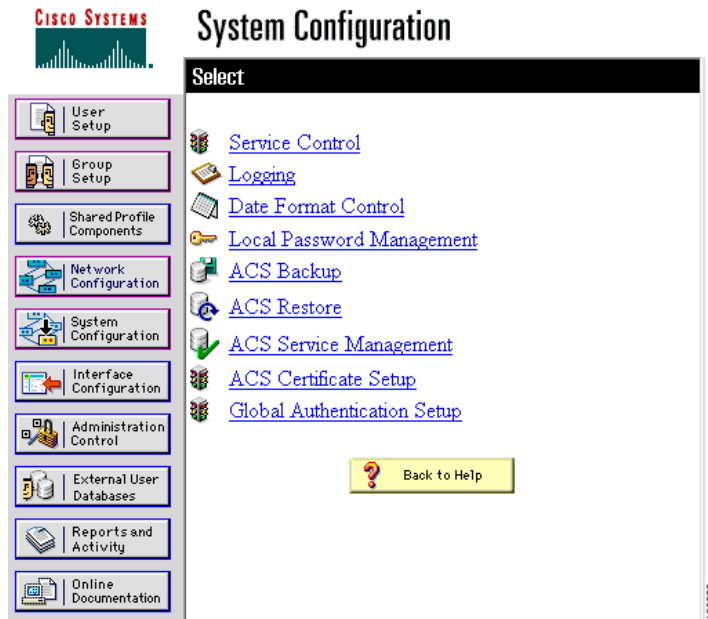 CISCO SYSTEMS
System Configuration
Select
User
Setup
Group
Setup
Shared Profile
Components
Network
Configuration
System
Configuration
Interface
Configuration
Administration
Control
External User
Databases
Reports and
Activity
Online
Documentation
Service Control
Logging
Date Format Control
Local Password Management
ACS Backup
ACS Restore
ACS Service Management
ACS Certificate Setup
Global Authentication Setup
Back to Help